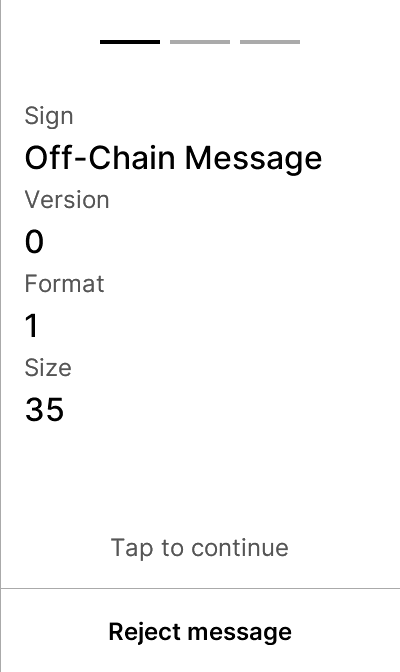 Sign
Off-Chain Message
Version
0
Format
1
Size
35
Tap to continue
Reject message